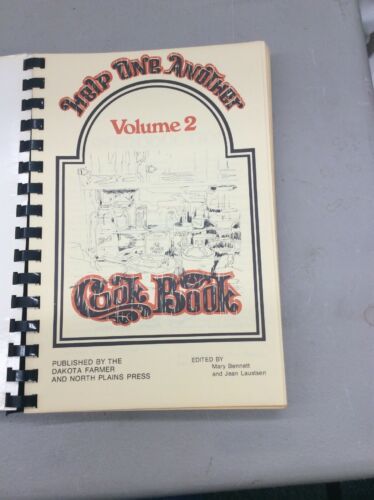 Help One Another
Volume 2
Cook Book
PUBLISHED BY THE
DAKOTA FARMER
AND NORTH PLAINS PRESS
EDITED BY
Mary Bennett
and Jean Laustsen